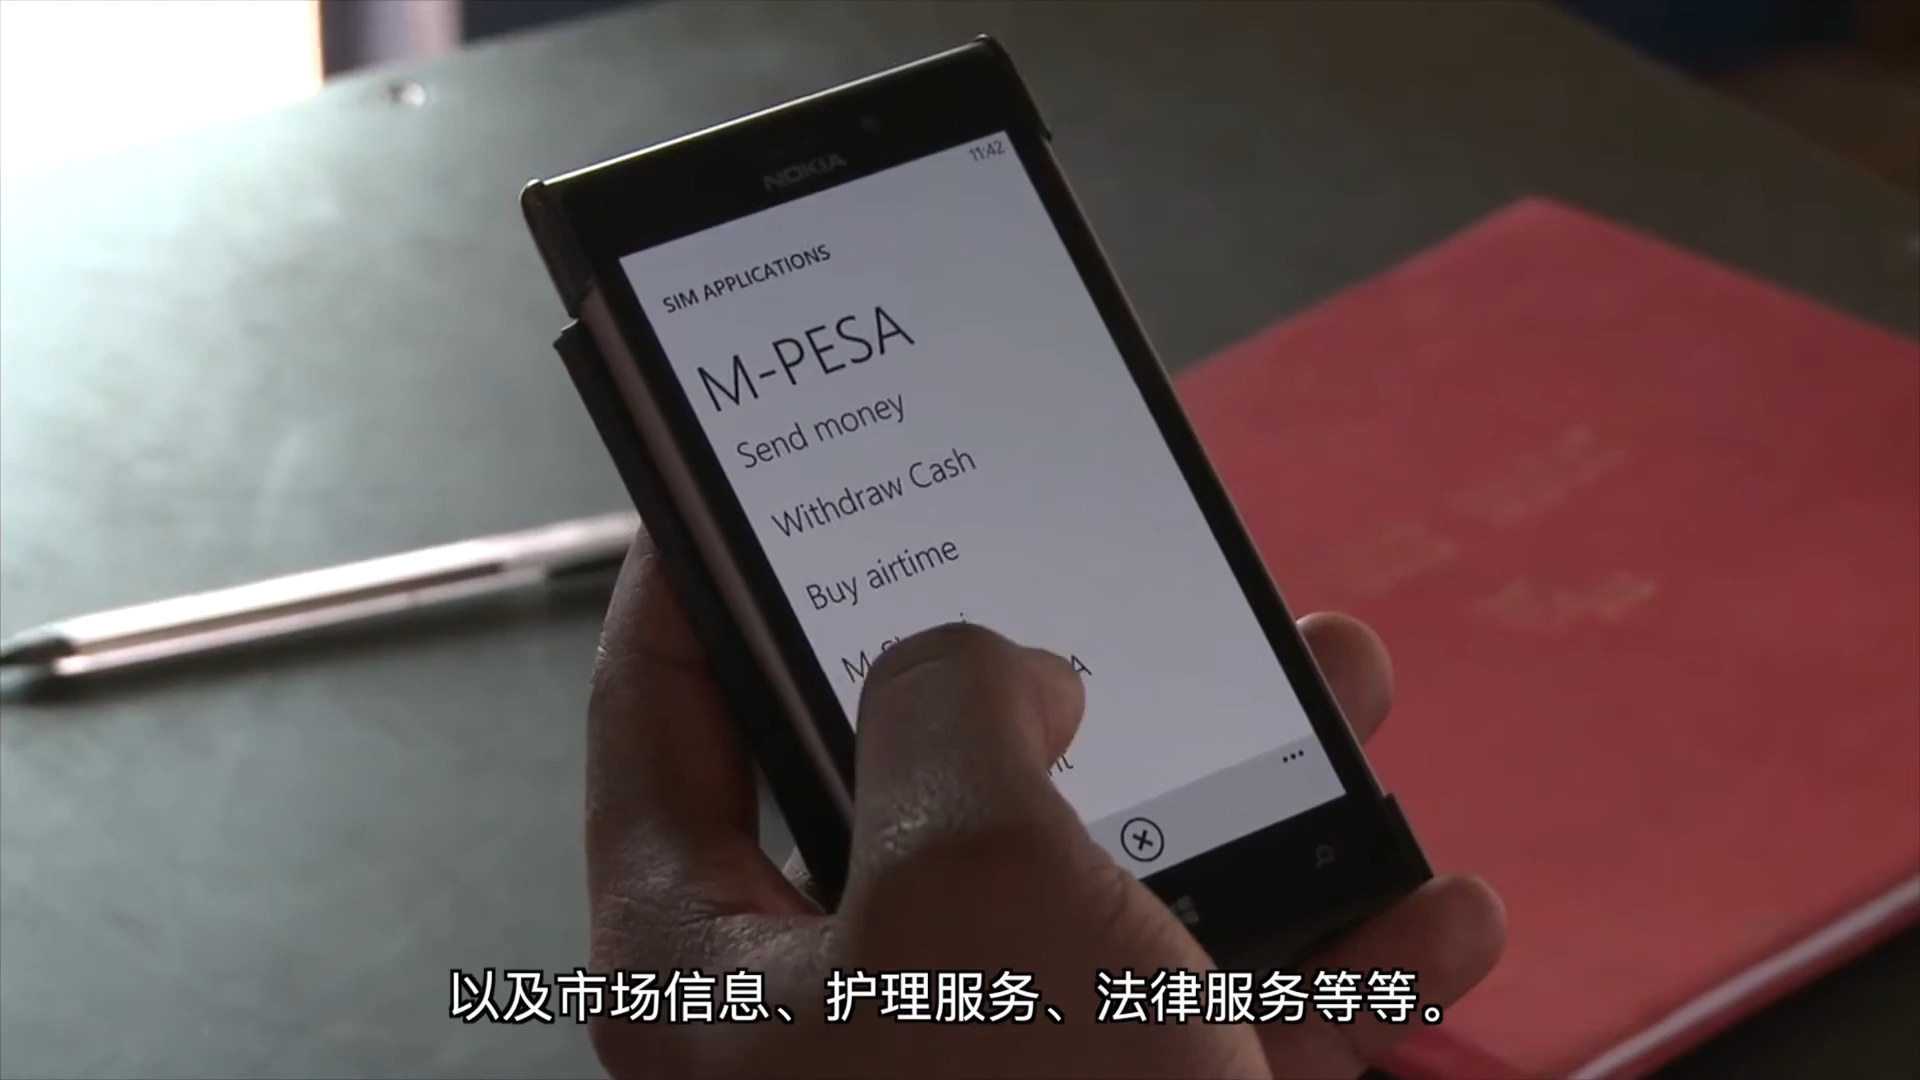 NOKIA
11:42
SIM APPLICATIONS
M-PESA
Send money
Withdraw Cash
Buy airtime
以及市场信息、护理服务、法律服务等等。